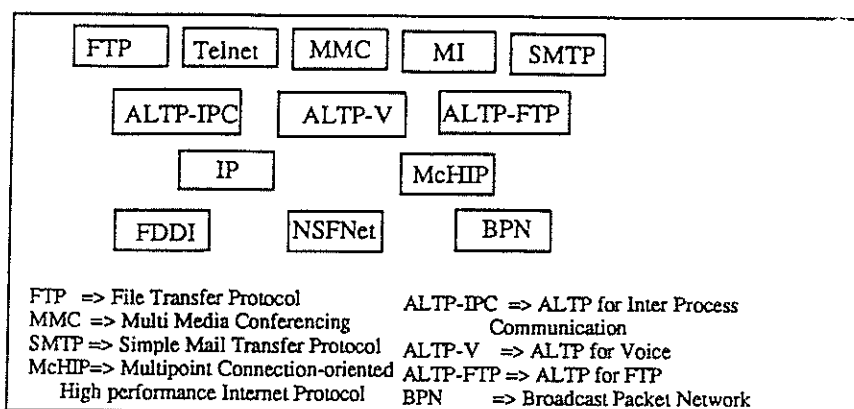 FTP Telnet MMC MI SMTP
ALTP-IPC ALTP-V ALTP-FTP
IP McHIP
FDDI NSFNet BPN
FTP => File Transfer Protocol
MMC => Multi Media Conferencing
SMTP => Simple Mail Transfer Protocol
McHIP=> Multipoint Connection-oriented
High performance Internet Protocol
ALTP-IPC => ALTP for Inter Process
Communication
ALTP-V => ALTP for Voice
ALTP-FTP => ALTP for FTP
BPN => Broadcast Packet Network